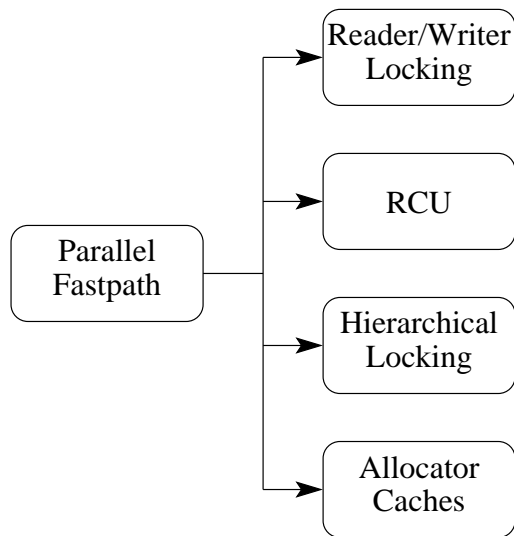 Reader/Writer
Locking
RCU
Parallel
Fastpath
Hierarchical
Locking
Allocator
Caches